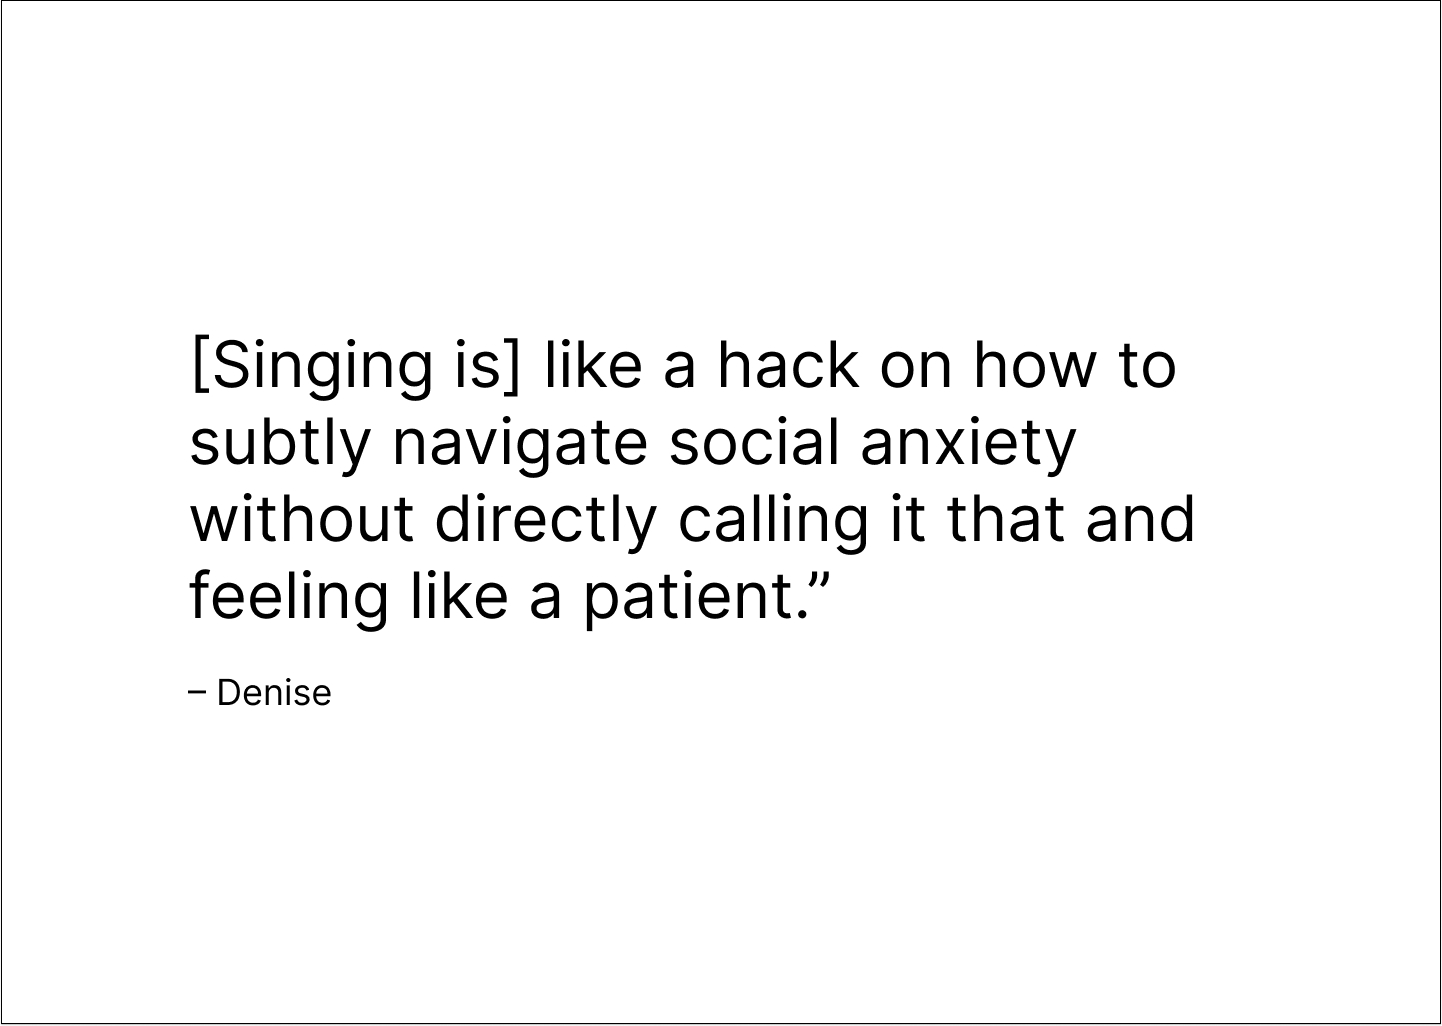 [Singing is] like a hack on how to
subtly navigate social anxiety
without directly calling it that and
feeling like a patient.”
– Denise